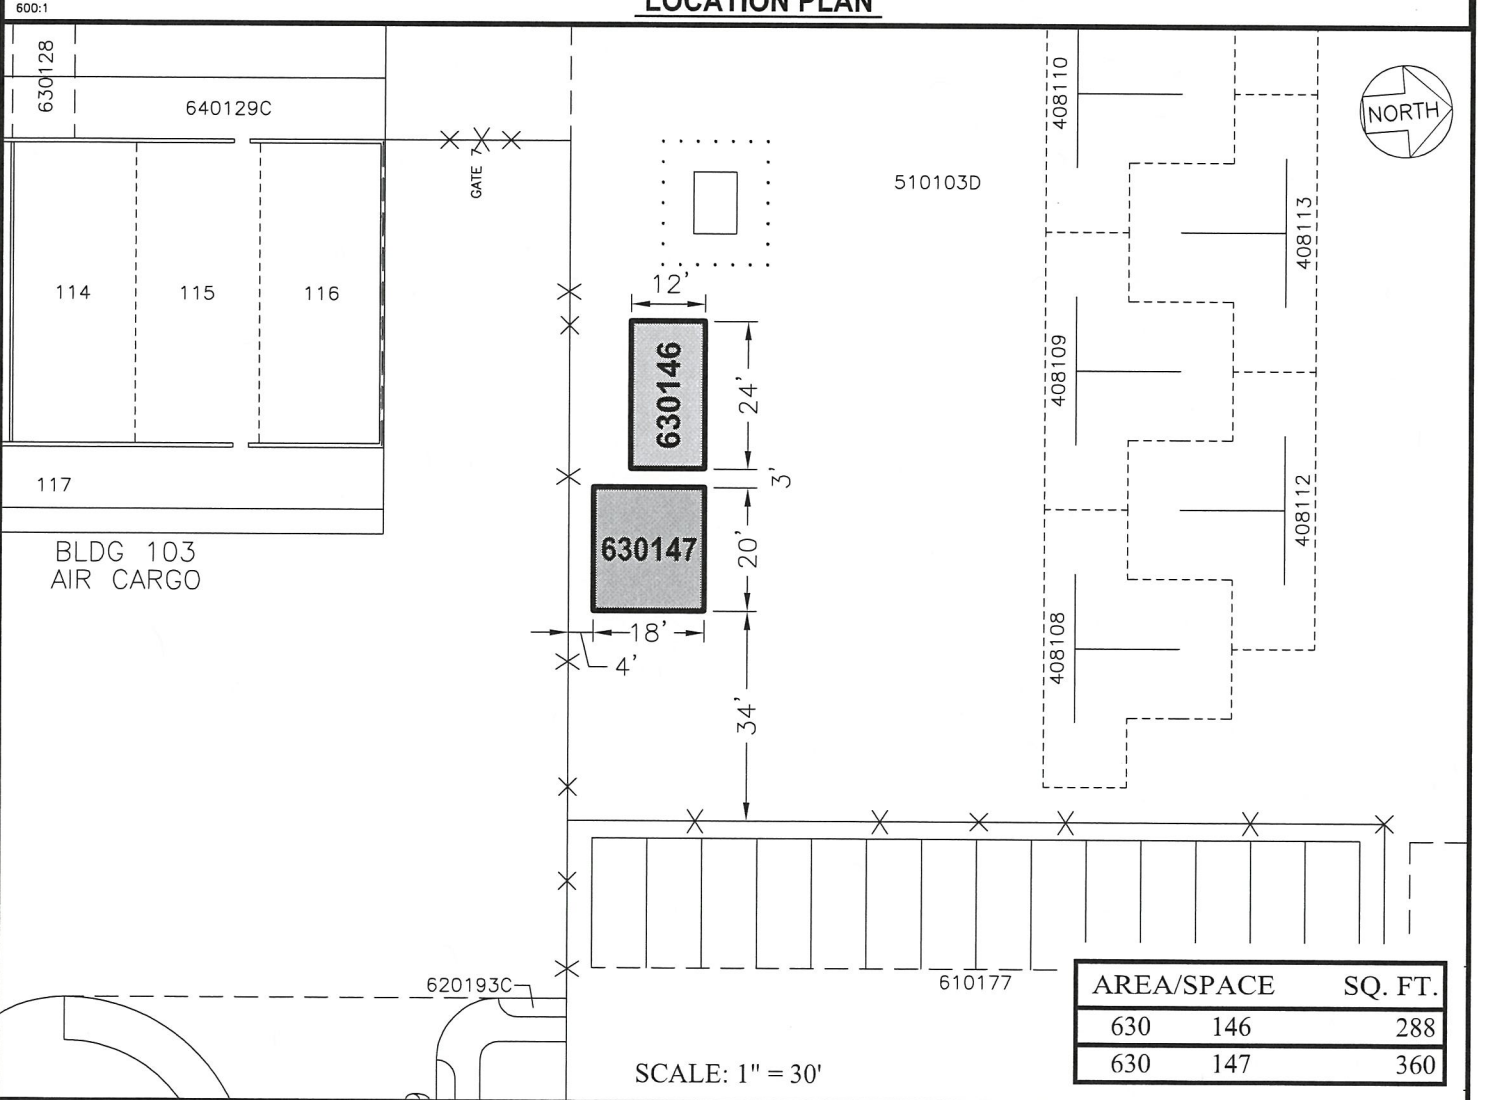 LOCATION PLAN
600:1
630128
640129C
GATE 7
510103D
408110
NORTH
408113
114
115
116
12'
630146
24'
408109
3'
117
BLDG 103
AIR CARGO
630147
20'
408112
18'
4'
408108
34'
620193C
610177
AREA/SPACE SQ. FT.
630 146 288
630 147 360
SCALE: 1" = 30'